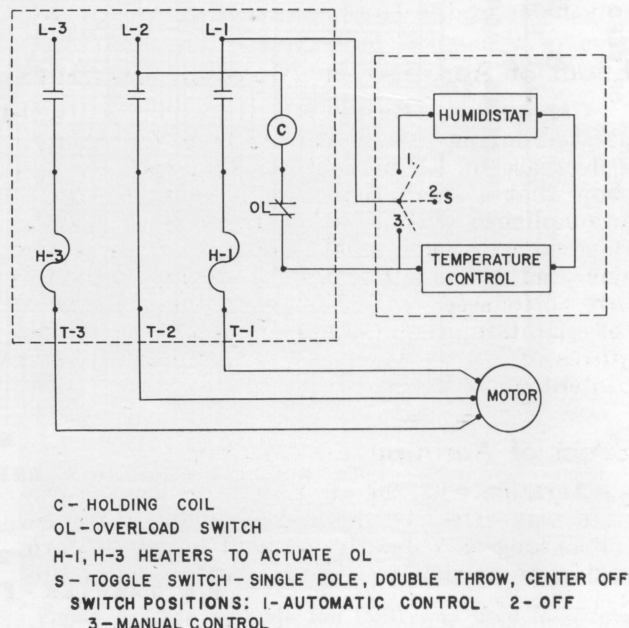 L-3 L-2 L-1
HUMIDISTAT
C
1.
2. S
3.
OL
H-3 H-1
TEMPERATURE
CONTROL
T-3 T-2 T-1
MOTOR
C - HOLDING COIL
OL - OVERLOAD SWITCH
H-1, H-3 HEATERS TO ACTUATE OL
S - TOGGLE SWITCH - SINGLE POLE, DOUBLE THROW, CENTER OFF
SWITCH POSITIONS: 1.- AUTOMATIC CONTROL 2-OFF
3-MANUAL CONTROL